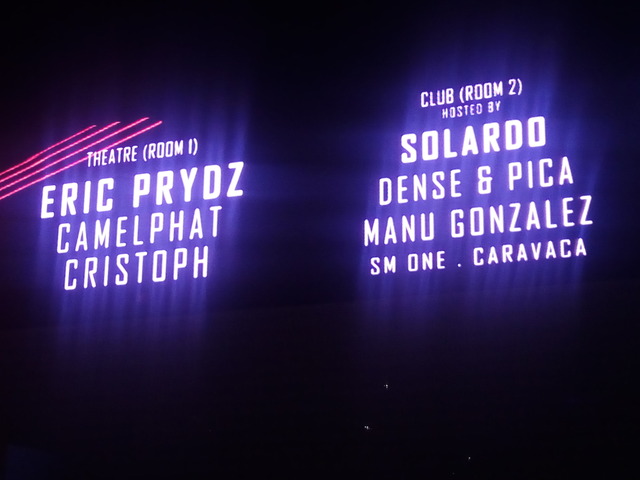 THEATRE (ROOM 1)
ERIC PRYDZ
CAMELPHAT
CRISTOPH
CLUB (ROOM 2)
HOSTED BY
SOLARDO
DENSE & PICA
MANU GONZALEZ
SM ONE . CARAVACA